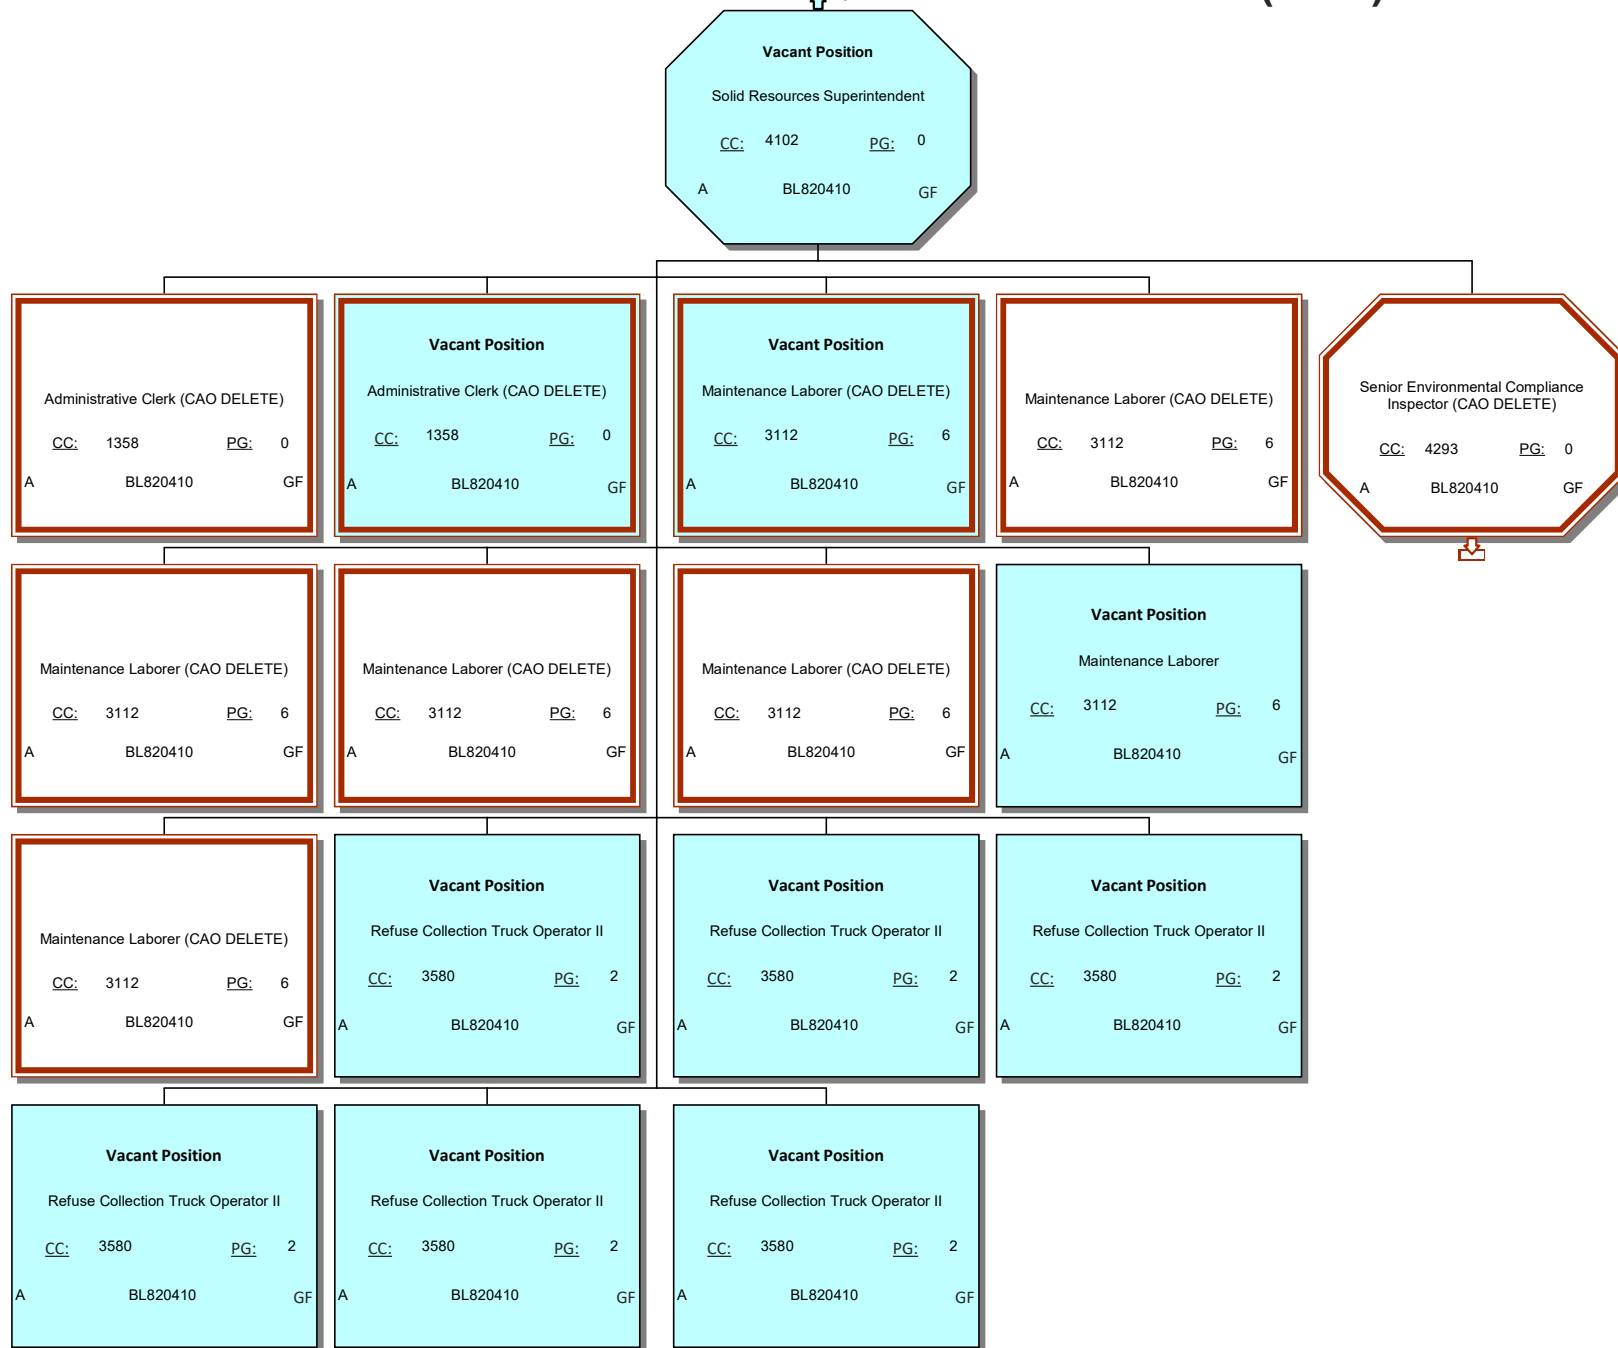 Vacant Position
Solid Resources Superintendent
CC: 4102 PG: 0
A BL820410 GF
Administrative Clerk (CAO DELETE)
CC: 1358 PG: 0
A BL820410 GF
Vacant Position
Administrative Clerk (CAO DELETE)
CC: 1358 PG: 0
A BL820410 GF
Vacant Position
Maintenance Laborer (CAO DELETE)
CC: 3112 PG: 6
A BL820410 GF
Maintenance Laborer (CAO DELETE)
CC: 3112 PG: 6
A BL820410 GF
Senior Environmental Compliance
Inspector (CAO DELETE)
CC: 4293 PG: 0
A BL820410 GF
Maintenance Laborer (CAO DELETE)
CC: 3112 PG: 6
A BL820410 GF
Maintenance Laborer (CAO DELETE)
CC: 3112 PG: 6
A BL820410 GF
Maintenance Laborer (CAO DELETE)
CC: 3112 PG: 6
A BL820410 GF
Vacant Position
Maintenance Laborer
CC: 3112 PG: 6
A BL820410 GF
Maintenance Laborer (CAO DELETE)
CC: 3112 PG: 6
A BL820410 GF
Vacant Position
Refuse Collection Truck Operator II
CC: 3580 PG: 2
A BL820410 GF
Vacant Position
Refuse Collection Truck Operator II
CC: 3580 PG: 2
A BL820410 GF
Vacant Position
Refuse Collection Truck Operator II
CC: 3580 PG: 2
A BL820410 GF
Vacant Position
Refuse Collection Truck Operator II
CC: 3580 PG: 2
A BL820410 GF
Vacant Position
Refuse Collection Truck Operator II
CC: 3580 PG: 2
A BL820410 GF
Vacant Position
Refuse Collection Truck Operator II
CC: 3580 PG: 2
A BL820410 GF